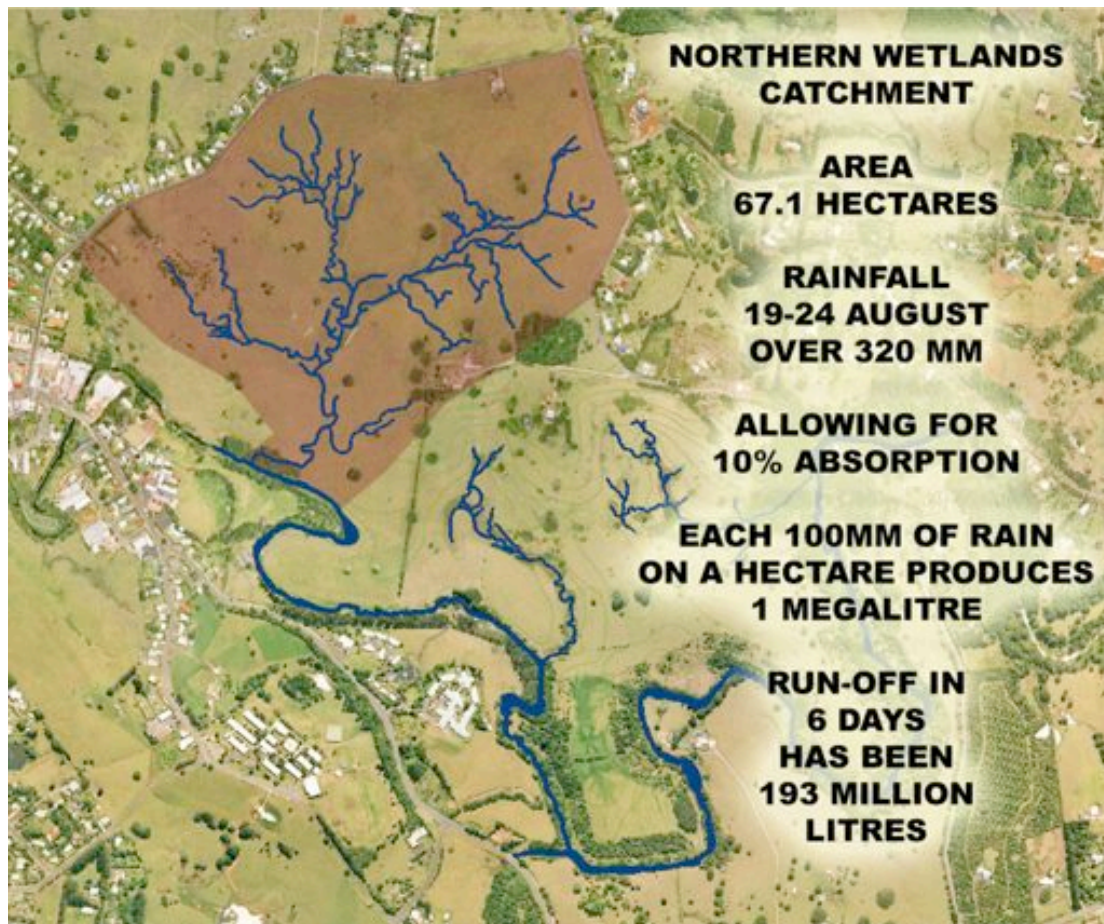 NORTHERN WETLANDS
CATCHMENT
AREA
67.1 HECTARES
RAINFALL
19-24 AUGUST
OVER 320 MM
ALLOWING FOR
10% ABSORPTION
EACH 100MM OF RAIN
ON A HECTARE PRODUCES
1 MEGALITRE
RUN-OFF IN
6 DAYS
HAS BEEN
193 MILLION
LITRES